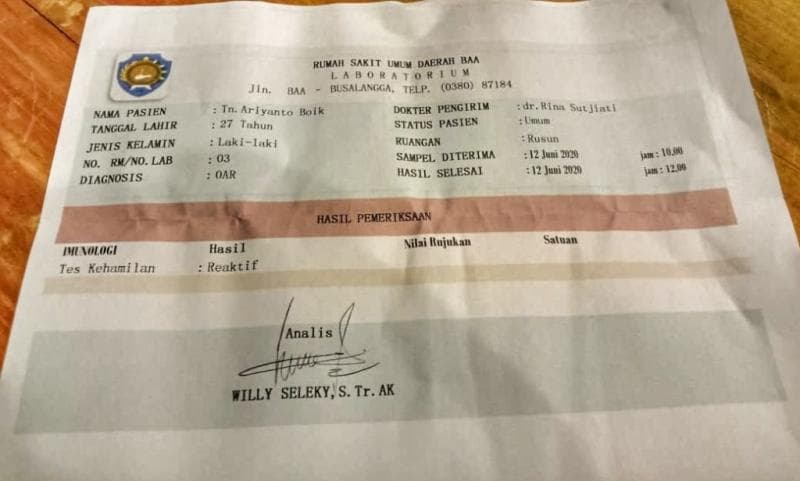 RUMAH SAKIT UMUM DAERAH BAA
LABORATORIUM
Jln. BAA - BUSALANGGA, TELP. (0380) 87184
NAMA PASIEN : Tn. Ariyanto Boik DOKTER PENGIRIM : dr. Rina Sutjiati
TANGGAL LAHIR : 27 Tahun STATUS PASIEN : Umum
JENIS KELAMIN : Laki-laki RUANGAN : Rusun
NO. RM/NO. LAB : 03 SAMPEL DITERIMA : 12 Juni 2020 jam : 10.00
DIAGNOSIS : OAR HASIL SELESAI : 12 Juni 2020 jam : 12.00
HASIL PEMERIKSAAN
IMUNOLOGI Hasil Nilai Rujukan Satuan
Tes Kehamilan : Reaktif
Analis
WILLY SELEKY, S. Tr. AK